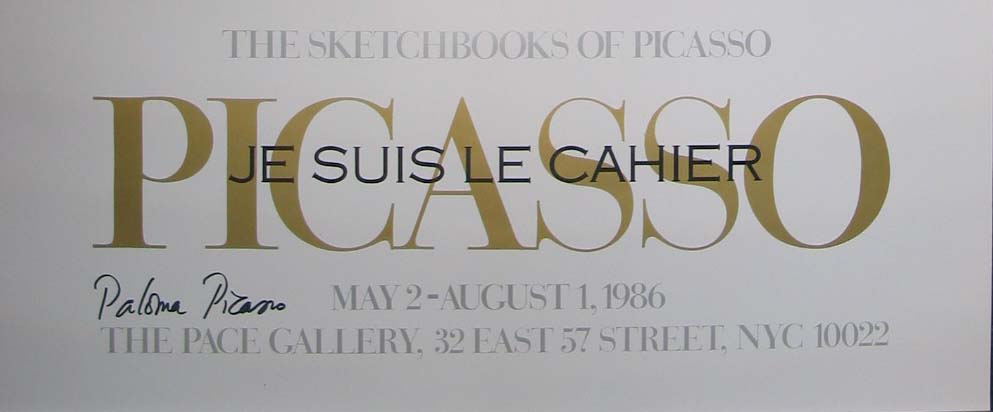 THE SKETCHBOOKS OF PICASSO
PICASSO
JE SUIS LE CAHIER
Paloma Picasso
MAY 2-AUGUST 1, 1986
THE PACE GALLERY, 32 EAST 57 STREET, NYC 10022